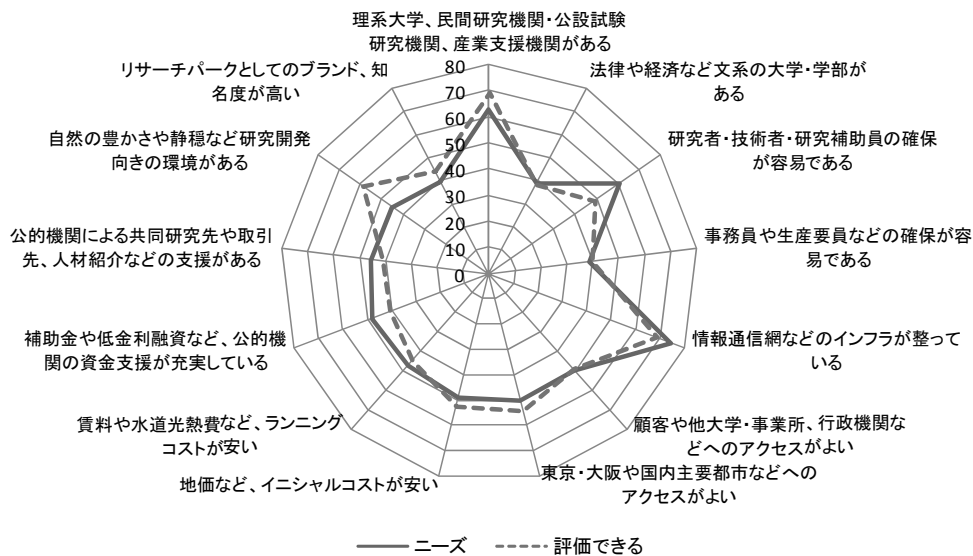 理系大学、民間研究機関・公設試験
研究機関、産業支援機関がある
法律や経済など文系の大学・学部が
ある
研究者・技術者・研究補助員の確保
が容易である
事務員や生産要員などの確保が容
易である
情報通信網などのインフラが整って
いる
顧客や他大学・事業所、行政機関な
どへのアクセスがよい
東京・大阪や国内主要都市などへの
アクセスがよい
地価など、イニシャルコストが安い
賃料や水道光熱費など、ランニング
コストが安い
補助金や低金利融資など、公的機
関の資金支援が充実している
公的機関による共同研究先や取引
先、人材紹介などの支援がある
自然の豊かさや静穏など研究開発
向きの環境がある
リサーチパークとしてのブランド、知
名度が高い
80
70
60
50
40
30
20
10
0
ニーズ
評価できる